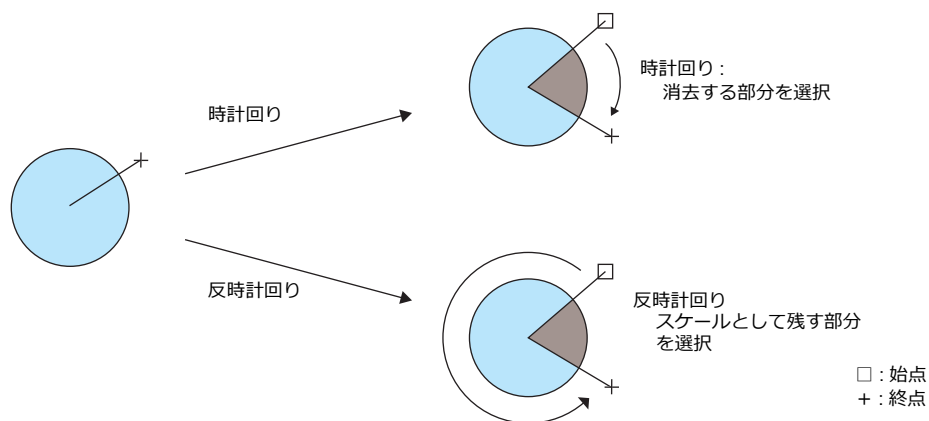 時計回り
時計回り :
消去する部分を選択
反時計回り
反時計回り
スケールとして残す部分
を選択
□ : 始点
+ : 終点